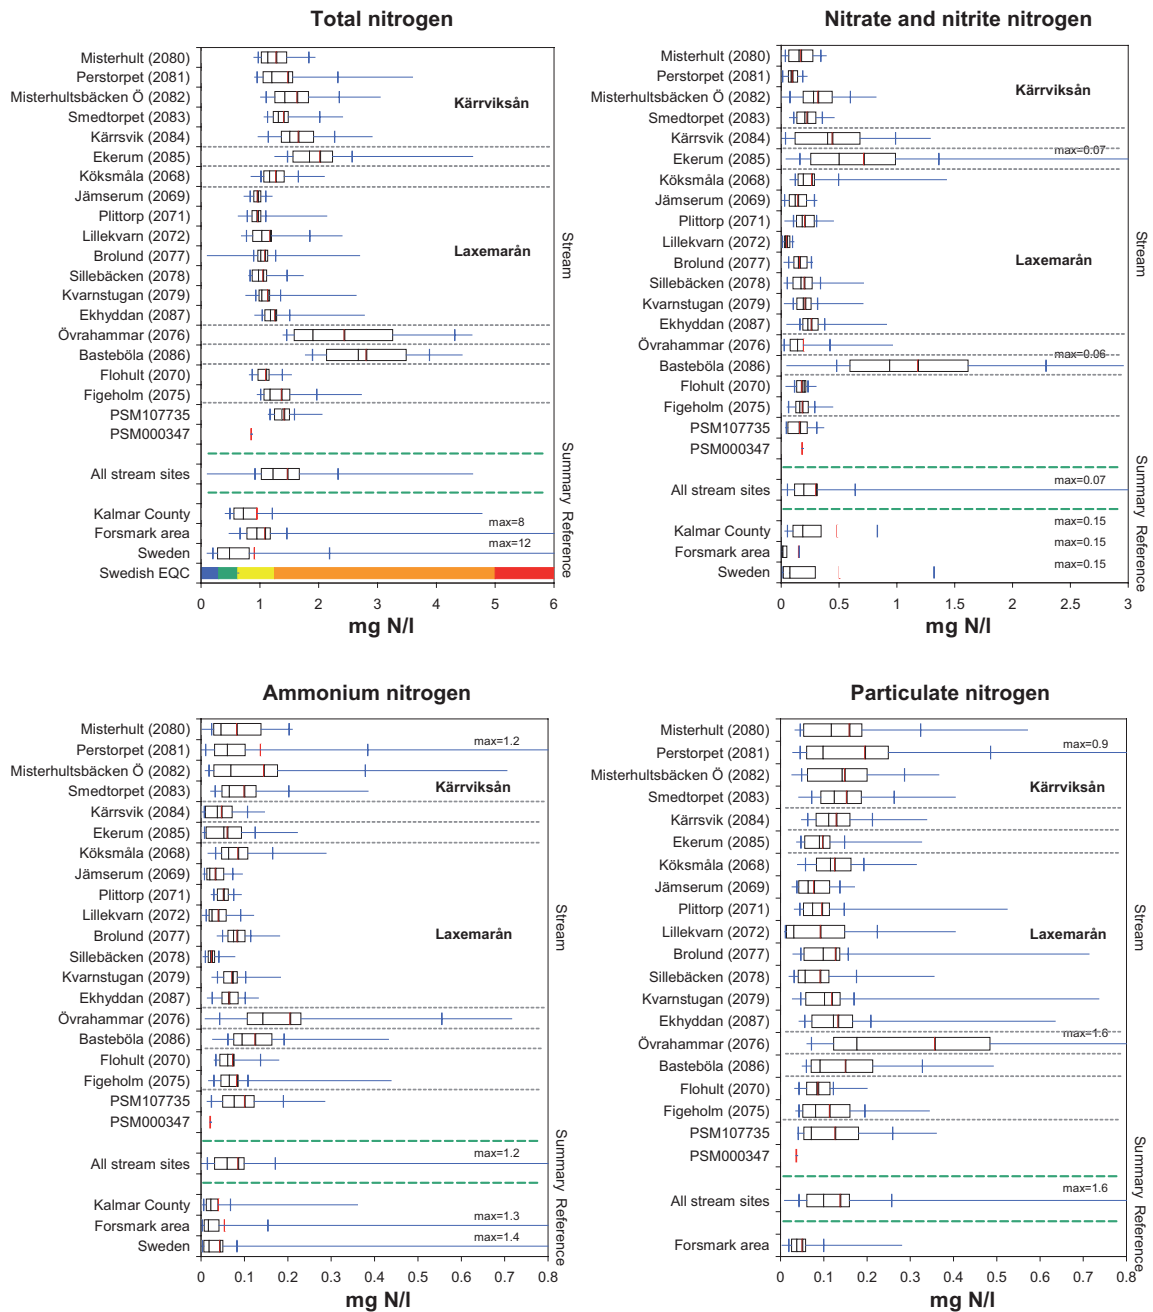 Total nitrogen
Misterhult (2080)
Perstorpet (2081)
Misterhultsbäcken Ö (2082)
Smedtorpet (2083)
Kärrsvik (2084)
Ekerum (2085)
Köksmåla (2068)
Jämserum (2069)
Plittorp (2071)
Lillekvarn (2072)
Brolund (2077)
Sillebäcken (2078)
Kvarnstugan (2079)
Ekhyddan (2087)
Övrahammar (2076)
Basteböla (2086)
Flohult (2070)
Figeholm (2075)
PSM107735
PSM000347
All stream sites
Kalmar County
Forsmark area
Sweden
Swedish EQC
Kärrviksån
Laxemarån
max=8
max=12
Stream
Summary
Reference
0 1 2 3 4 5 6
mg N/l
Nitrate and nitrite nitrogen
Misterhult (2080)
Perstorpet (2081)
Misterhultsbäcken Ö (2082)
Smedtorpet (2083)
Kärrsvik (2084)
Ekerum (2085)
Köksmåla (2068)
Jämserum (2069)
Plittorp (2071)
Lillekvarn (2072)
Brolund (2077)
Sillebäcken (2078)
Kvarnstugan (2079)
Ekhyddan (2087)
Övrahammar (2076)
Basteböla (2086)
Flohult (2070)
Figeholm (2075)
PSM107735
PSM000347
All stream sites
Kalmar County
Forsmark area
Sweden
Kärrviksån
max=0.07
Laxemarån
max=0.06
max=0.07
max=0.15
max=0.15
max=0.15
Stream
Summary
Reference
0 0.5 1 1.5 2 2.5 3
mg N/l
Ammonium nitrogen
Misterhult (2080)
Perstorpet (2081)
Misterhultsbäcken Ö (2082)
Smedtorpet (2083)
Kärrsvik (2084)
Ekerum (2085)
Köksmåla (2068)
Jämserum (2069)
Plittorp (2071)
Lillekvarn (2072)
Brolund (2077)
Sillebäcken (2078)
Kvarnstugan (2079)
Ekhyddan (2087)
Övrahammar (2076)
Basteböla (2086)
Flohult (2070)
Figeholm (2075)
PSM107735
PSM000347
All stream sites
Kalmar County
Forsmark area
Sweden
max=1.2
Kärrviksån
Laxemarån
max=1.2
max=1.3
max=1.4
Stream
Summary
Reference
0 0.1 0.2 0.3 0.4 0.5 0.6 0.7 0.8
mg N/l
Particulate nitrogen
Misterhult (2080)
Perstorpet (2081)
Misterhultsbäcken Ö (2082)
Smedtorpet (2083)
Kärrsvik (2084)
Ekerum (2085)
Köksmåla (2068)
Jämserum (2069)
Plittorp (2071)
Lillekvarn (2072)
Brolund (2077)
Sillebäcken (2078)
Kvarnstugan (2079)
Ekhyddan (2087)
Övrahammar (2076)
Basteböla (2086)
Flohult (2070)
Figeholm (2075)
PSM107735
PSM000347
All stream sites
Forsmark area
max=0.9
Kärrviksån
Laxemarån
max=1.6
max=1.6
Stream
Summary
Reference
0 0.1 0.2 0.3 0.4 0.5 0.6 0.7 0.8
mg N/l